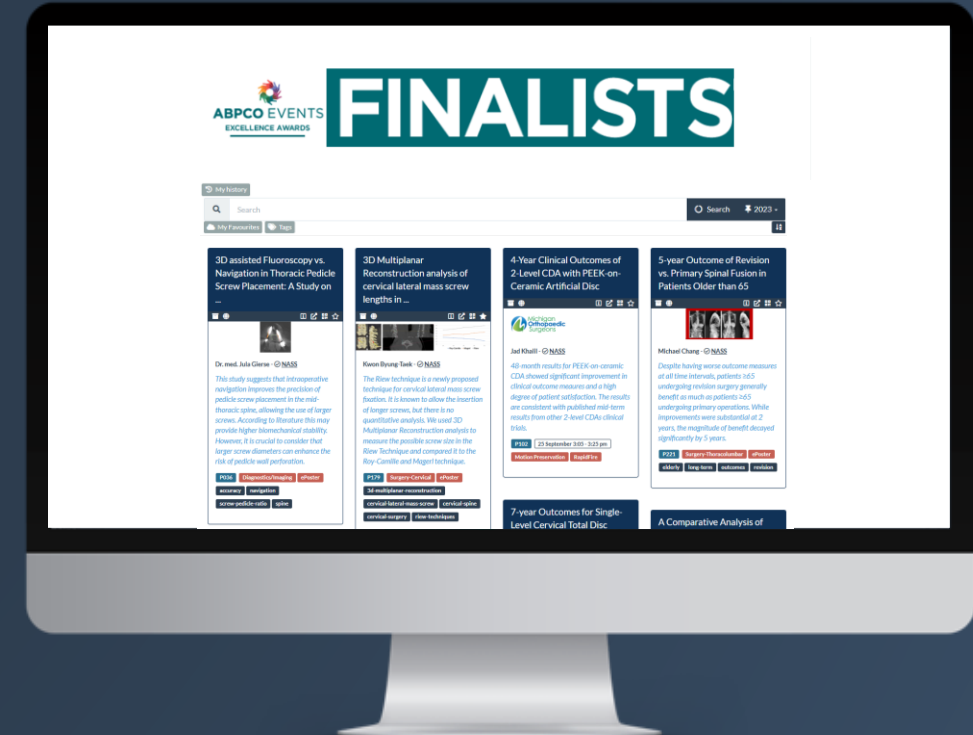 ABPCO EVENTS
EXCELLENCE AWARDS
FINALISTS
My history
Search
Search
2023
My Favourites
Tags
3D assisted Fluoroscopy vs.
Navigation in Thoracic Pedicle
Screw Placement: A Study on
...
Dr. med. Jula Gierse - NASS
This study suggests that intraoperative
navigation improves the precision of
pedicle screw placement in the mid-
thoracic spine, allowing the use of larger
screws. According to literature this may
provide higher biomechanical stability.
However, it is crucial to consider that
larger screw diameters can enhance the
risk of pedicle wall perforation.
P036 Diagnostics/Imaging ePoster
accuracy navigation
screw-pedicle-ratio spine
3D Multiplanar
Reconstruction analysis of
cervical lateral mass screw
lengths in ...
Kwon Byung-Taek - NASS
The Riew technique is a newly proposed
technique for cervical lateral mass screw
fixation. It is known to allow the insertion
of longer screws, but there is no
quantitative analysis. We used 3D
Multiplanar Reconstruction analysis to
measure the possible screw size in the
Riew Technique and compared it to the
Roy-Camille and Magerl technique.
P179 Surgery-Cervical ePoster
3d-multiplanar-reconstruction
cervical-lateral-mass-screw cervical-spine
cervical-surgery riew-techniques
4-Year Clinical Outcomes of
2-Level CDA with PEEK-on-
Ceramic Artificial Disc
Michigan
Orthopaedic
Surgeons
Jad Khalil - NASS
48-month results for PEEK-on-ceramic
CDA showed significant improvement in
clinical outcome measures and a high
degree of patient satisfaction. The results
are consistent with published mid-term
results from other 2-level CDAs clinical
trials.
P102 23 September 3:05 - 3:25 pm
Motion Preservation RapidFire
7-year Outcomes for Single-
Level Cervical Total Disc
5-year Outcome of Revision
vs. Primary Spinal Fusion in
Patients Older than 65
Michael Chang - NASS
Despite having worse outcome measures
at all time intervals, patients ≥65
undergoing revision surgery generally
benefit as much as patients ≥65
undergoing primary operations. While
improvements were substantial at 2
years, the magnitude of benefit decayed
significantly by 5 years.
P221 Surgery-Thoracolumbar ePoster
elderly long-term outcomes revision
A Comparative Analysis of